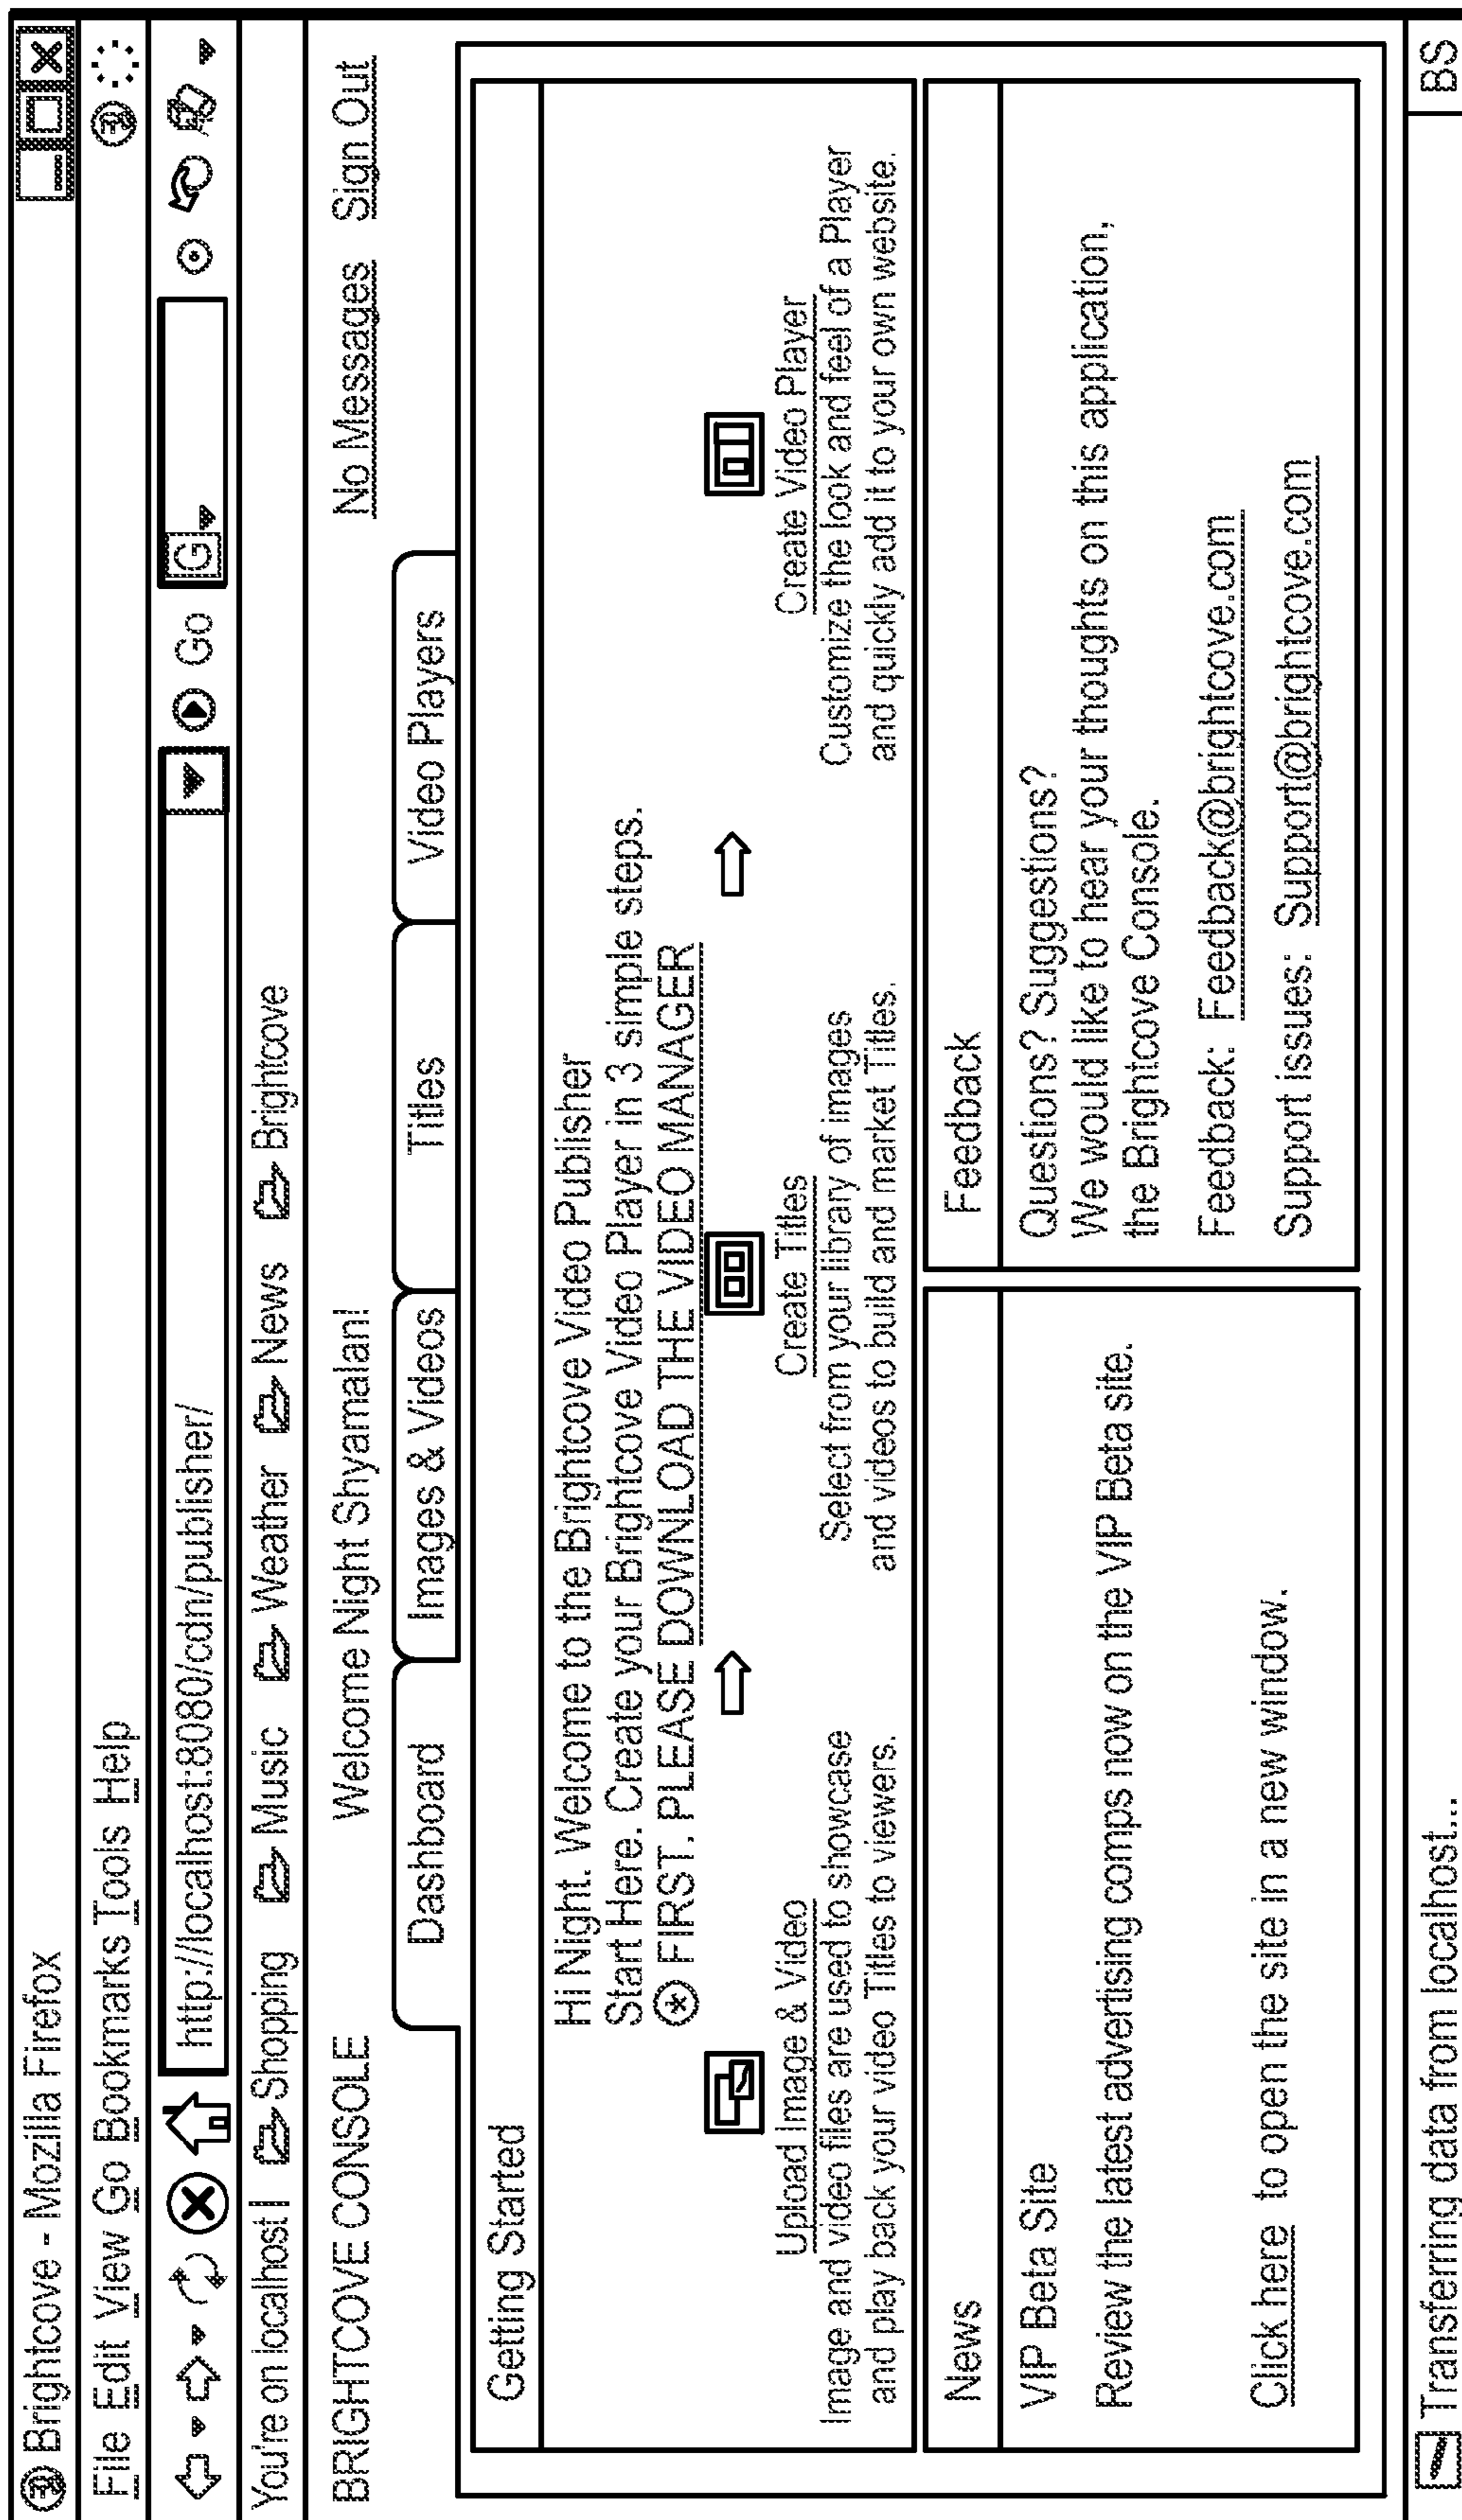 Brightcove - Mozilla Firefox
File Edit View Go Bookmarks Tools Help
http://localhost:8080/cdn/publisher/ Go G
You're on localhost | Shopping Music Weather News Brightcove
BRIGHTCOVE CONSOLE Welcome Night Shyamalan! No Messages Sign Out
Dashboard Images & Videos Titles Video Players
Getting Started
Hi Night. Welcome to the Brightcove Video Publisher
Start Here. Create your Brightcove Video Player in 3 simple steps.
FIRST. PLEASE DOWNLOAD THE VIDEO MANAGER
Upload Image & Video
Image and video files are used to showcase
and play back your video Titles to viewers.
Create Titles
Select from your library of images
and videos to build and market Titles.
Create Video Player
Customize the look and feel of a Player
and quickly add it to your own website.
News
VIP Beta Site
Review the latest advertising comps now on the VIP Beta site.
Click here to open the site in a new window.
Feedback
Questions? Suggestions?
We would like to hear your thoughts on this application,
the Brightcove Console.
Feedback: Feedback@brightcove.com
Support issues: Support@brightcove.com
Transferring data from localhost... BS